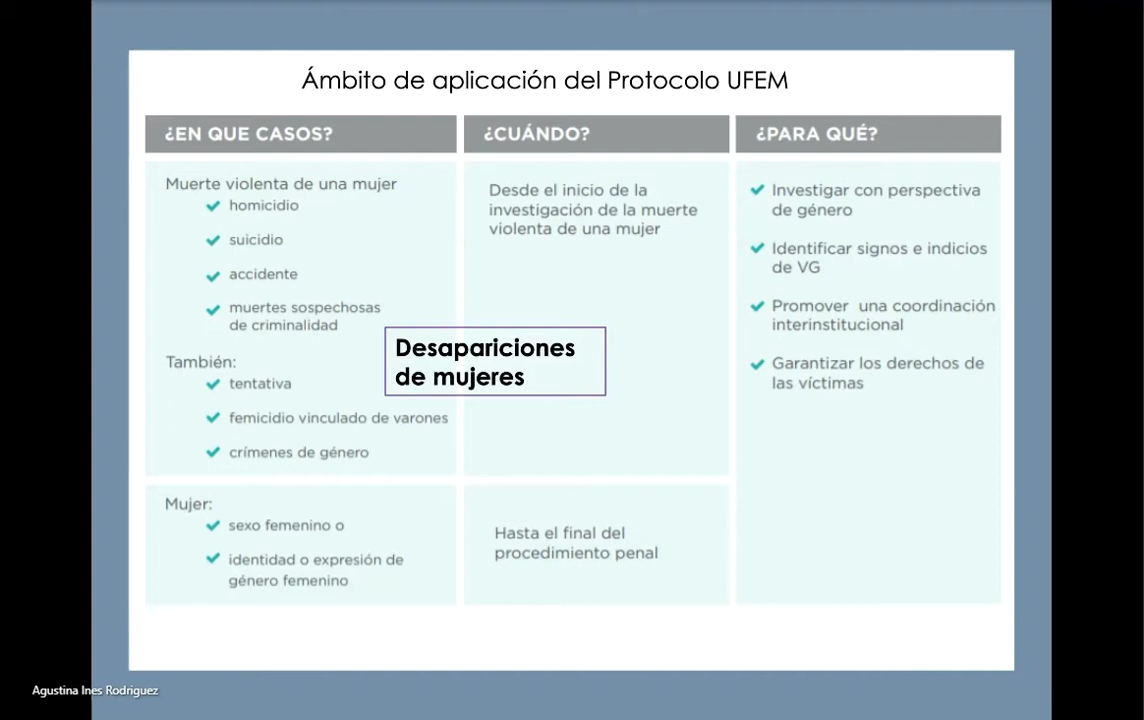 Ámbito de aplicación del Protocolo UFEM
¿EN QUE CASOS?
Muerte violenta de una mujer
homicidio
suicidio
accidente
muertes sospechosas
de criminalidad
También:
tentativa
femicidio vinculado de varones
crímenes de género
Mujer:
sexo femenino o
identidad o expresión de
género femenino
Desapariciones
de mujeres
¿CUÁNDO?
Desde el inicio de la
investigación de la muerte
violenta de una mujer
Hasta el final del
procedimiento penal
¿PARA QUÉ?
Investigar con perspectiva
de género
Identificar signos e indicios
de VG
Promover una coordinación
interinstitucional
Garantizar los derechos de
las víctimas
Agustina Ines Rodriguez